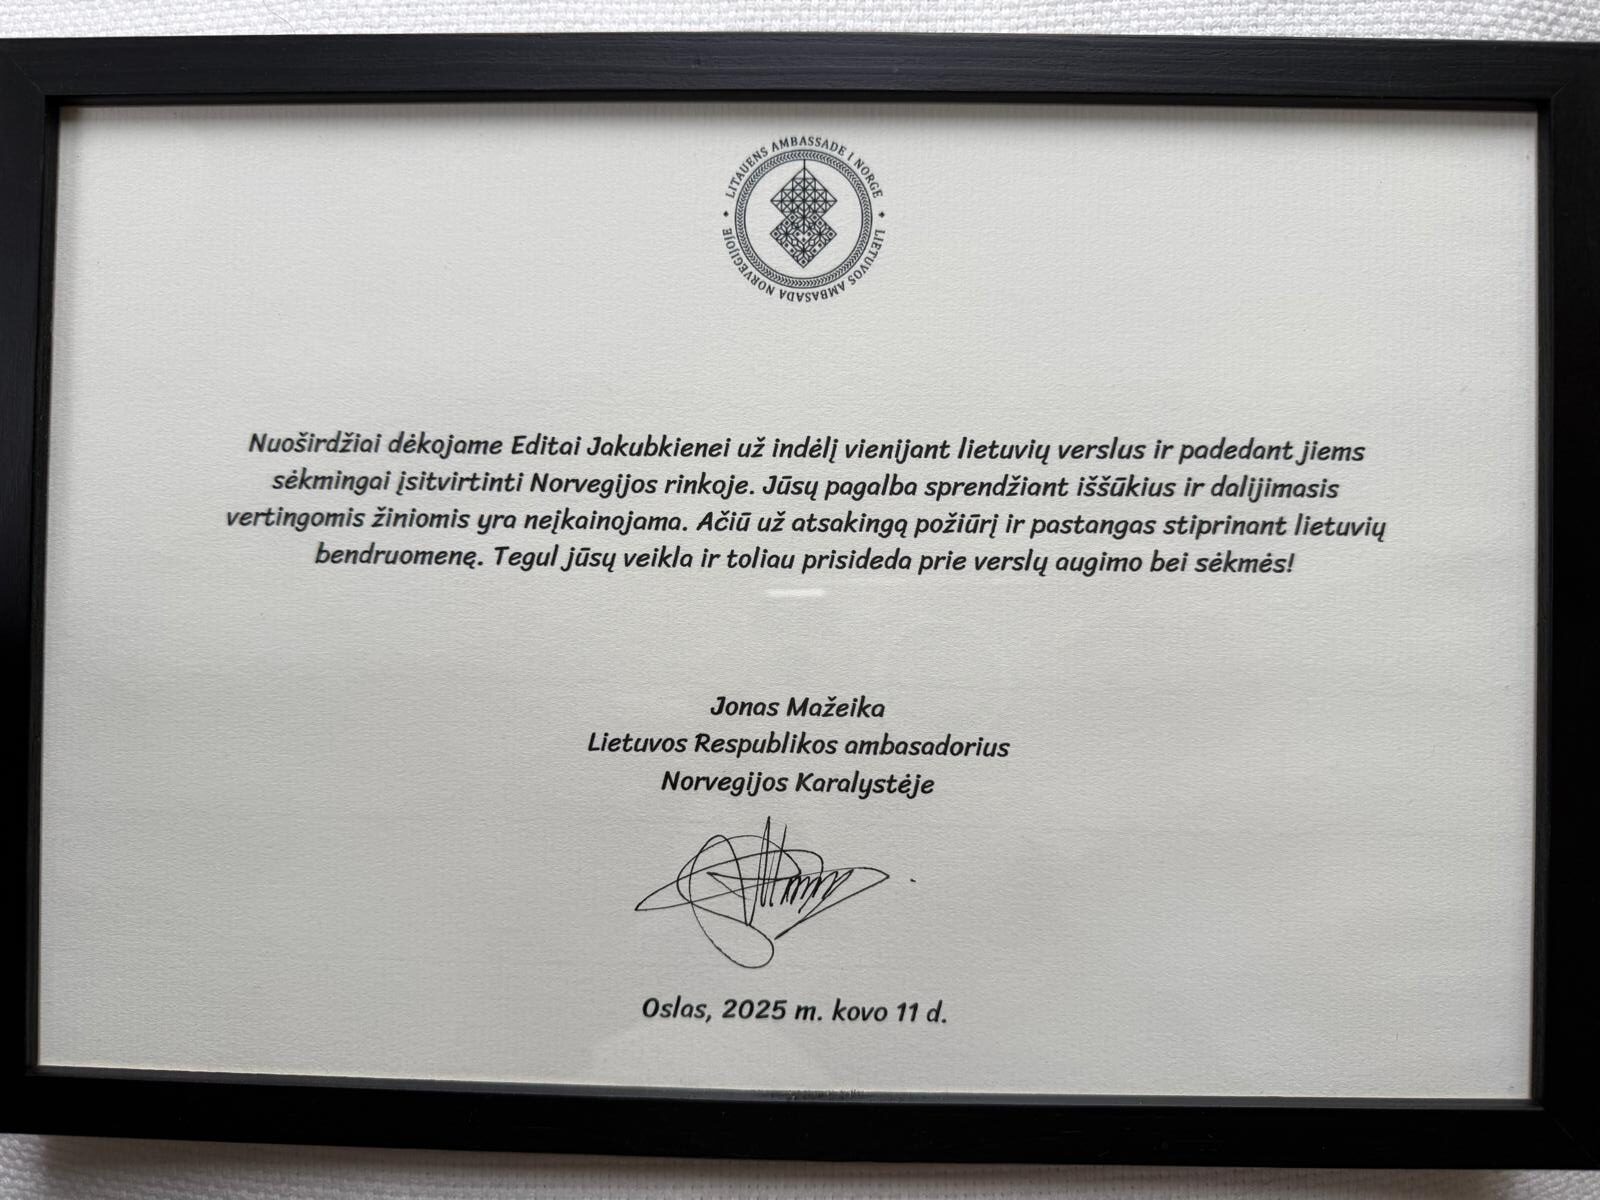 LITAUENS AMBASSADE I NORGE
LIETUVOS AMBASADA NORVEGIJOJE
Nuoširdžiai dėkojame Editai Jakubkienei už indėlį vienijant lietuvių verslus ir padedant jiems
sėkmingai įsitvirtinti Norvegijos rinkoje. Jūsų pagalba sprendžiant iššūkius ir dalijimasis
vertingomis žiniomis yra neįkainojama. Ačiū už atsakingą požiūrį ir pastangas stiprinant lietuvių
bendruomenę. Tegul jūsų veikla ir toliau prisideda prie verslų augimo bei sėkmės!
Jonas Mažeika
Lietuvos Respublikos ambasadorius
Norvegijos Karalystėje
Oslas, 2025 m. kovo 11 d.